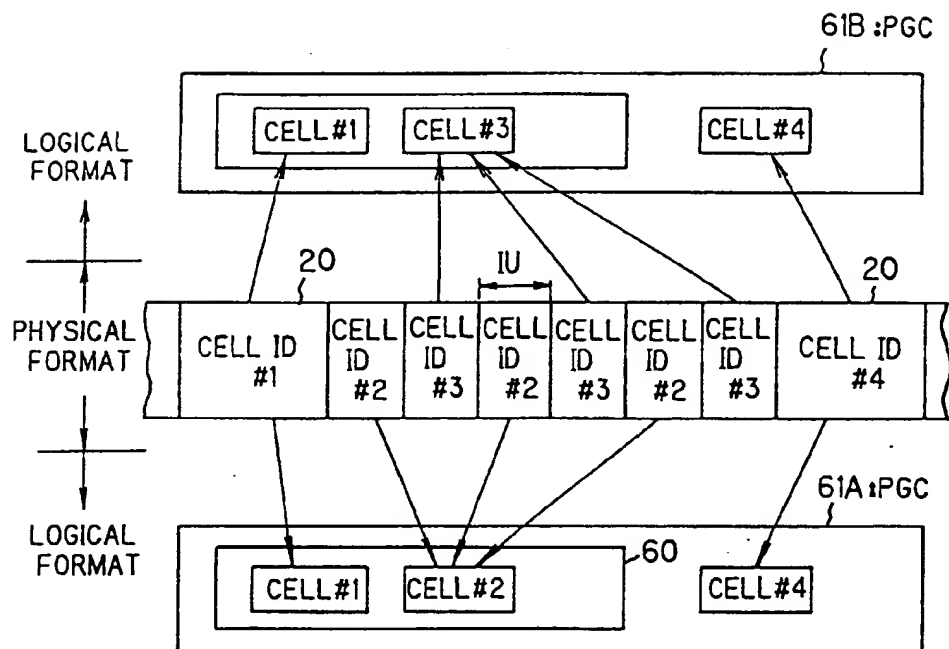 61B:PGC
CELL#1
CELL#3
CELL#4
LOGICAL
FORMAT
20
IU
20
PHYSICAL
FORMAT
CELL ID
#1
CELL
ID
#2
CELL
ID
#3
CELL
ID
#2
CELL
ID
#3
CELL
ID
#2
CELL
ID
#3
CELL ID
#4
61A:PGC
LOGICAL
FORMAT
60
CELL#1
CELL#2
CELL#4